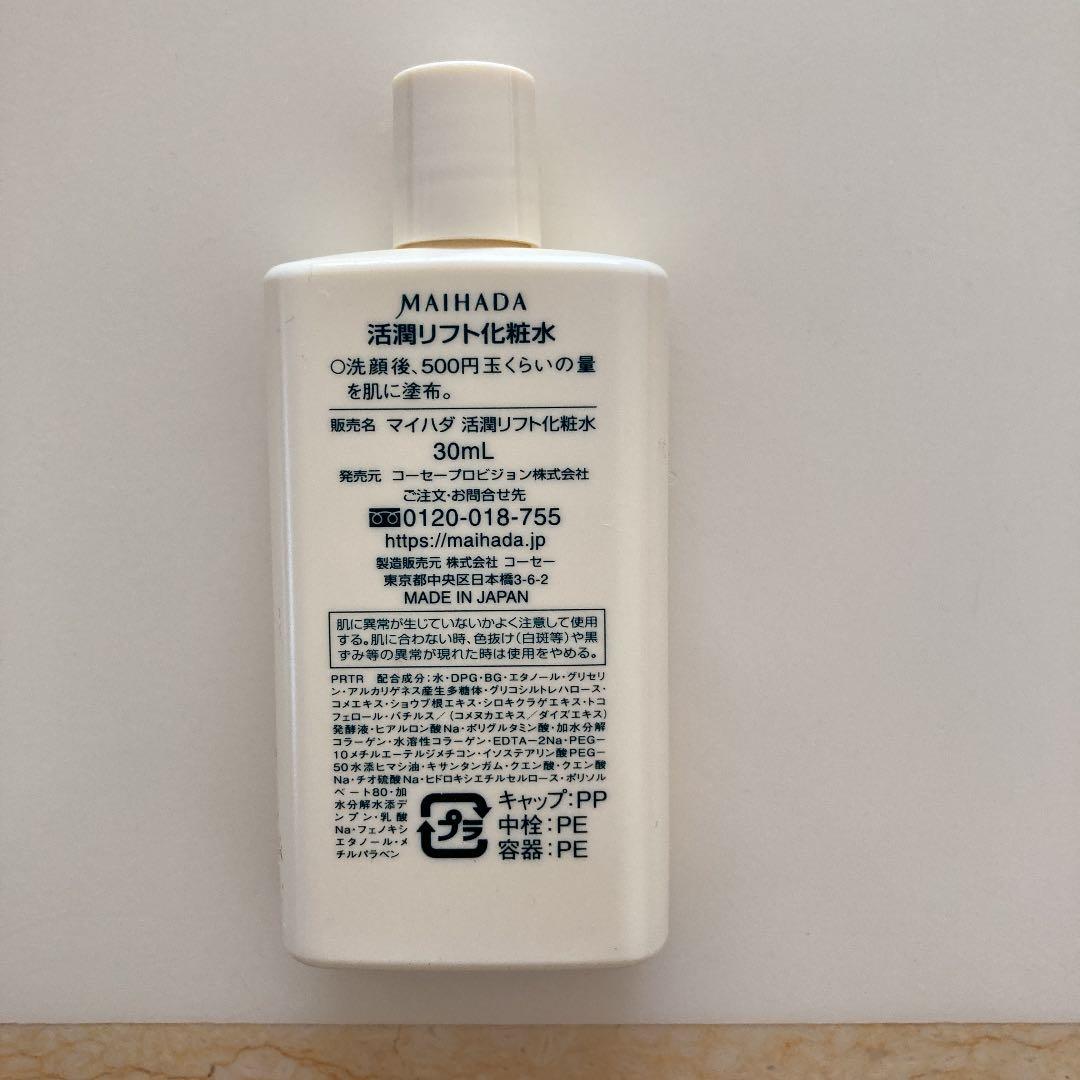 MAIHADA
活潤リフト化粧水
○洗顔後、500円玉くらいの量
を肌に塗布。
販売名 マイハダ 活潤リフト化粧水
30mL
発売元 コーセープロビジョン株式会社
ご注文・お問合せ先
0120-018-755
https://maihada.jp
製造販売元 株式会社 コーセー
東京都中央区日本橋3-6-2
MADE IN JAPAN
肌に異常が生じていないかよく注意して使用
する。肌に合わない時、色抜け(白斑等)や黒
ずみ等の異常が現れた時は使用をやめる。
PRTR 配合成分:水・DPG・BG・エタノール・グリセリ
ン・アルカリゲネス産生多糖体・グリコシルトレハロース・
コメエキス・ショウブ根エキス・シロキクラゲエキス・トコ
フェロール・バチルス/(コメヌカエキス/ダイズエキス)
発酵液・ヒアルロン酸Na・ポリグルタミン酸・加水分解
コラーゲン・水溶性コラーゲン・EDTA-2Na・PEG-
10メチルエーテルジメチコン・イソステアリン酸PEG-
50水添ヒマシ油・キサンタンガム・クエン酸・クエン酸
Na・チオ硫酸Na・ヒドロキシエチルセルロース・ポリソル
ベート80・加
水分解水添デ
ンプン・乳酸
Na・フェノキシ
エタノール・メ
チルパラベン
プラ
キャップ:PP
中栓:PE
容器:PE